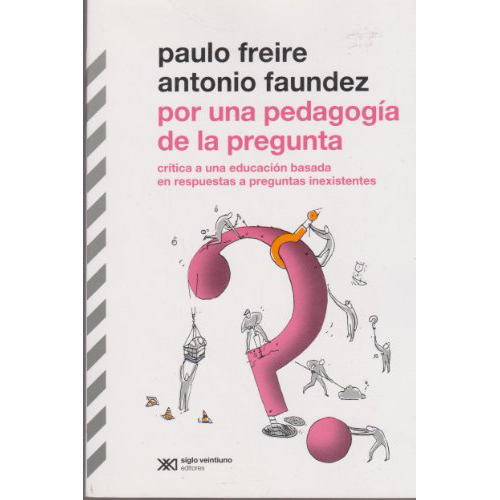 paulo freire
antonio faundez
por una pedagogía
de la pregunta
crítica a una educación basada
en respuestas a preguntas inexistentes
siglo veintiuno
editores